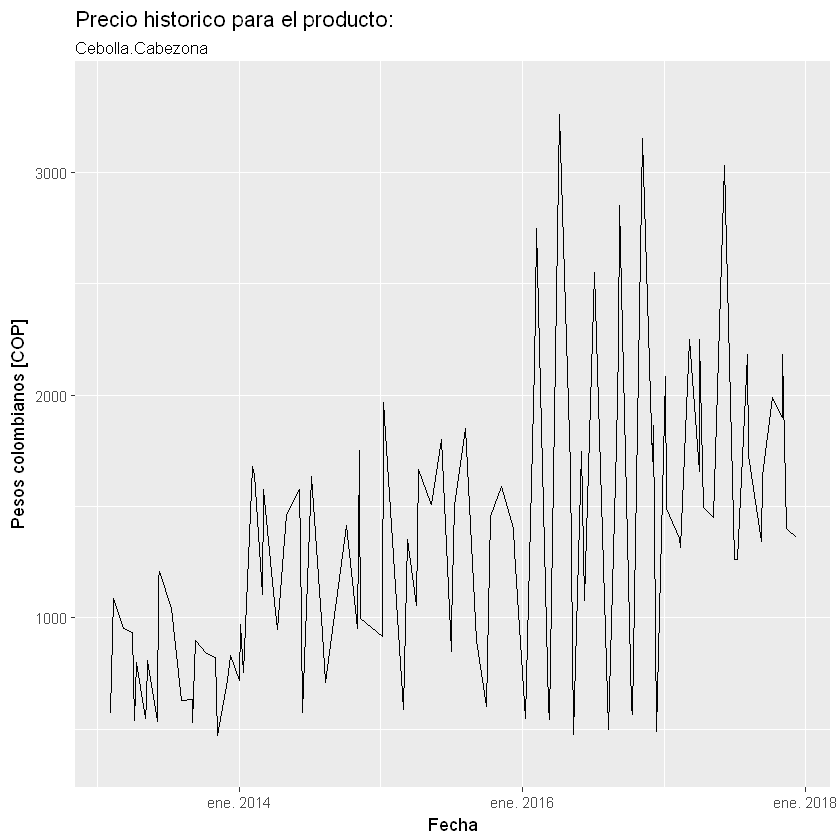 Precio historico para el producto:
Cebolla.Cabezona
Pesos colombianos [COP]
3000
2000
1000
ene. 2014
ene. 2016
ene. 2018
Fecha